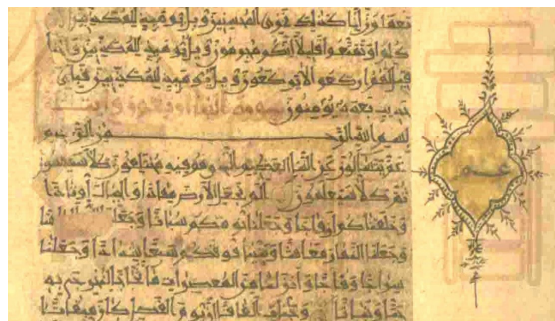 تعملون إنا كذلك نجزي المحسنين ويل يومئذ للمكذبين
كلوا وتمتعوا قليلا إنكم مجرمون ويل يومئذ للمكذبين وإذا
قيل لهم اركعوا لا يركعون ويل يومئذ للمكذبين فبأي
حديث بعده يؤمنون
بسم الله الرحمن الرحيم
عم يتساءلون عن النبإ العظيم الذي هم فيه مختلفون كلا سيعلمون
ثم كلا سيعلمون ألم نجعل الأرض مهادا والجبال أوتادا
وخلقناكم أزواجا وجعلنا نومكم سباتا وجعلنا الليل لباسا
وجعلنا النهار معاشا وبنينا فوقكم سبعا شدادا وجعلنا
سراجا وهاجا وأنزلنا من المعصرات ماء ثجاجا لنخرج به
حبا ونباتا وجنات ألفافا إن يوم الفصل كان ميقاتا
عم